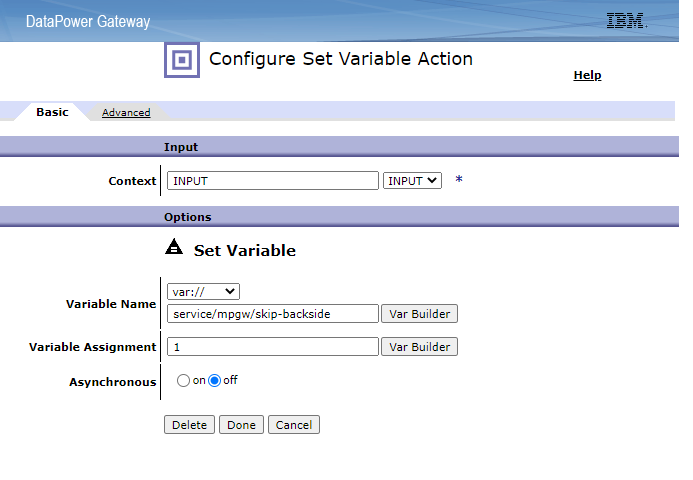 DataPower Gateway
IBM.
Configure Set Variable Action
Help
Basic
Advanced
Input
Context
INPUT
INPUT
*
Options
Set Variable
Variable Name
var://
service/mpgw/skip-backside
Var Builder
Variable Assignment
1
Var Builder
Asynchronous
on off
Delete Done Cancel